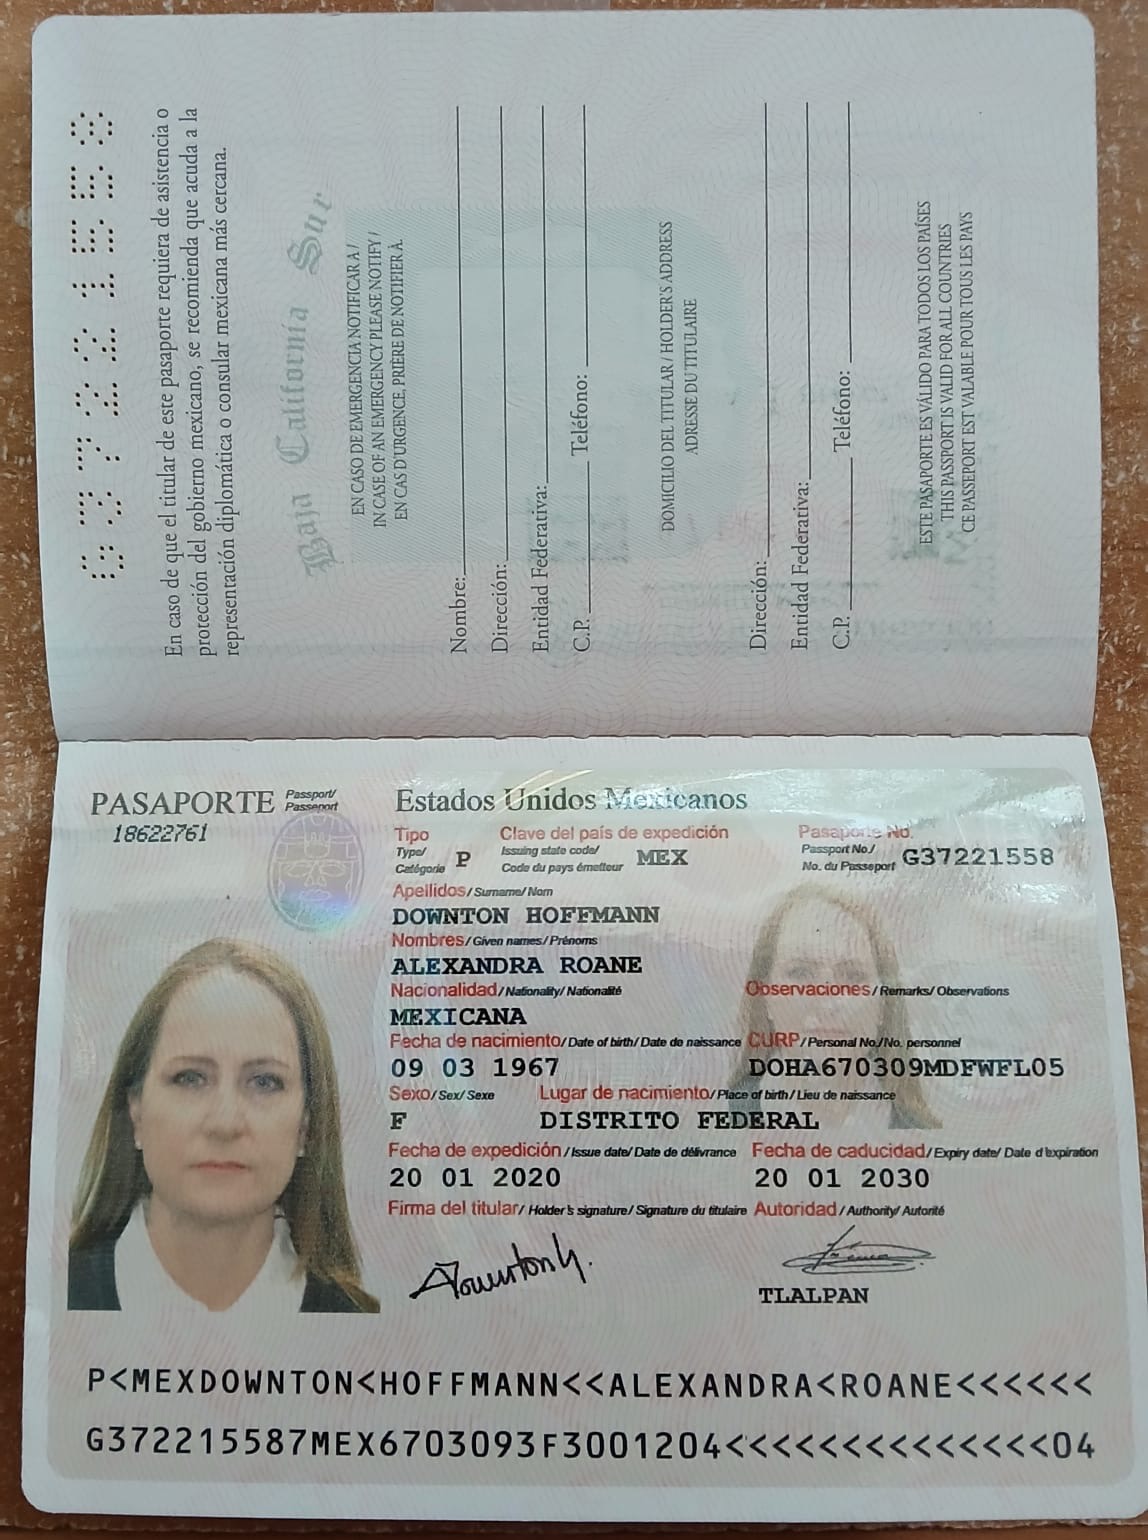 G37221558
En caso de que el titular de este pasaporte requiera de asistencia o
protección del gobierno mexicano, se recomienda que acuda a la
representación diplomática o consular mexicana más cercana.
Baja California Sur
EN CASO DE EMERGENCIA NOTIFICAR A /
IN CASE OF AN EMERGENCY PLEASE NOTIFY /
EN CAS D'URGENCE, PRIÈRE DE NOTIFIER À.
Nombre:
Dirección:
Entidad Federativa:
C.P. Teléfono:
DOMICILIO DEL TITULAR / HOLDER'S ADDRESS
ADRESSE DU TITULAIRE
Dirección:
Entidad Federativa:
C.P. Teléfono:
ESTE PASAPORTE ES VÁLIDO PARA TODOS LOS PAÍSES
THIS PASSPORT IS VALID FOR ALL COUNTRIES
CE PASSEPORT EST VALABLE POUR TOUS LES PAYS
PASAPORTE Passport/ Passeport Estados Unidos Mexicanos
18622761
Tipo Clave del país de expedición Pasaporte No.
Type/ Issuing state code/ Passport No./
Catégorie P Code du pays émetteur MEX No. du Passeport G37221558
Apellidos/ Surname/ Nom
DOWNTON HOFFMANN
Nombres/ Given names/ Prénoms
ALEXANDRA ROANE
Nacionalidad/ Nationality/ Nationalité Observaciones/ Remarks/ Observations
MEXICANA
Fecha de nacimiento/ Date of birth/ Date de naissance CURP/ Personal No./No. personnel
09 03 1967 DOHA670309MDFWFL05
Sexo/ Sex/ Sexe Lugar de nacimiento/ Place of birth/ Lieu de naissance
F DISTRITO FEDERAL
Fecha de expedición/ Issue date/ Date de délivrance Fecha de caducidad/ Expiry date/ Date d'expiration
20 01 2020 20 01 2030
Firma del titular/ Holder's signature/ Signature du titulaire Autoridad/ Authority/ Autorité
TLALPAN
P<MEXDOWNTON<HOFFMANN<<ALEXANDRA<ROANE<<<<<<
G372215587MEX6703093F3001204<<<<<<<<<<<<<<04